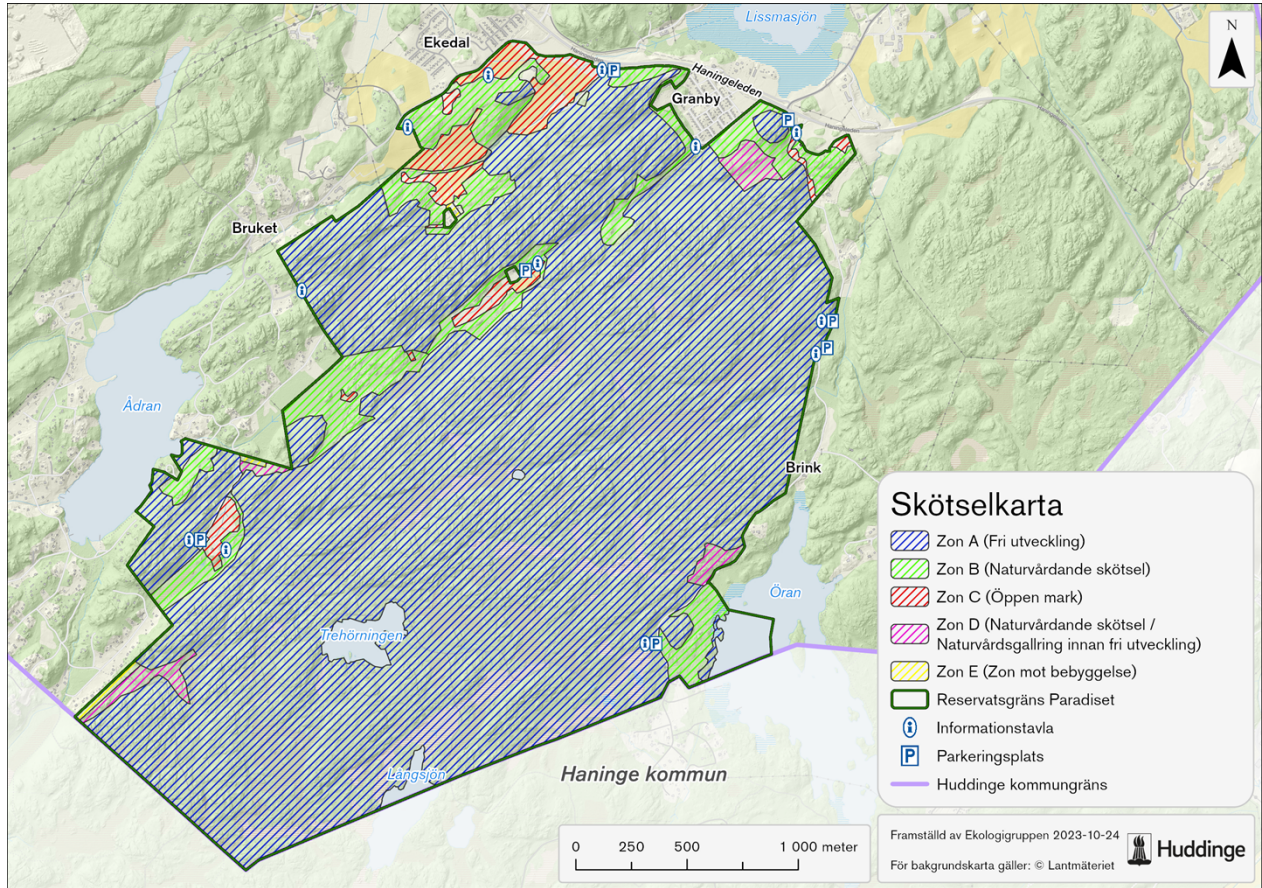 Lissmasjön
N
Ekedal
Haningeleden
Granby
Bruket
Ådran
Brink
Öran
Trehörningen
Långsjön
Haninge kommun
Skötselkarta
Zon A (Fri utveckling)
Zon B (Naturvårdande skötsel)
Zon C (Öppen mark)
Zon D (Naturvårdande skötsel /
Naturvårdsgallring innan fri utveckling)
Zon E (Zon mot bebyggelse)
Reservatsgräns Paradiset
Informationstavla
P Parkeringsplats
Huddinge kommungräns
0 250 500 1 000 meter
Framställd av Ekologigruppen 2023-10-24
För bakgrundskarta gäller: © Lantmäteriet
Huddinge